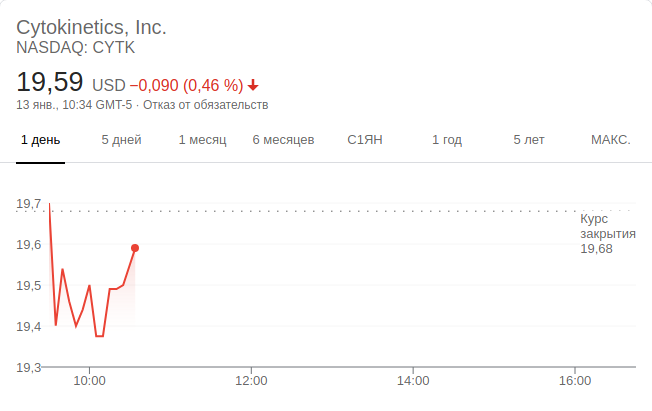 Cytokinetics, Inc.
NASDAQ: CYTK
19,59 USD −0,090 (0,46 %)
13 янв., 10:34 GMT-5 · Отказ от обязательств
1 день 5 дней 1 месяц 6 месяцев С1ЯН 1 год 5 лет МАКС.
19,7
Курс
закрытия
19,68
19,6
19,5
19,4
19,3
10:00 12:00 14:00 16:00